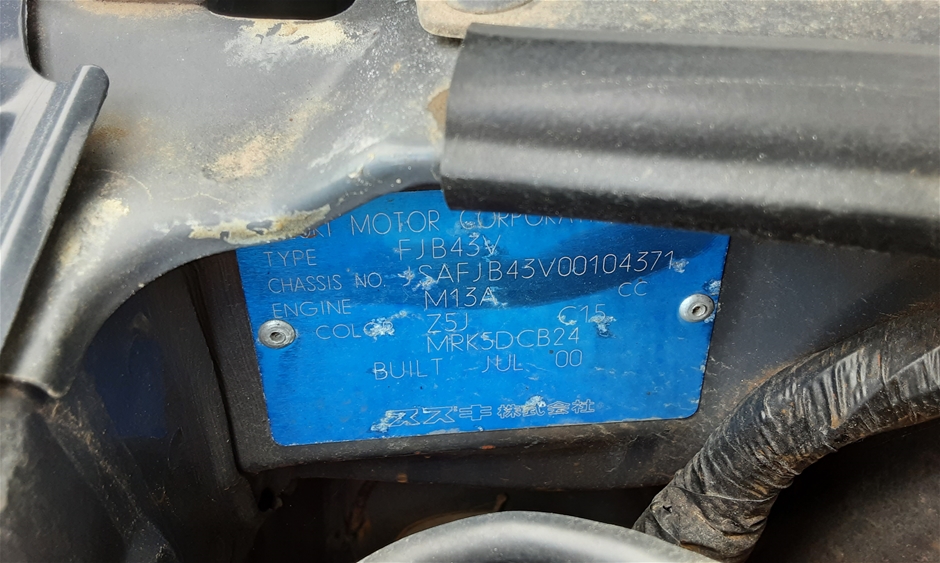 MOTOR CORPORAT
TYPE FJB43V
CHASSIS NO. JSAFJB43V00104371
ENGINE M13A CC
COLOR Z5J C15
MRK5DCB24
BUILT JUL 00
スズキ株式会社